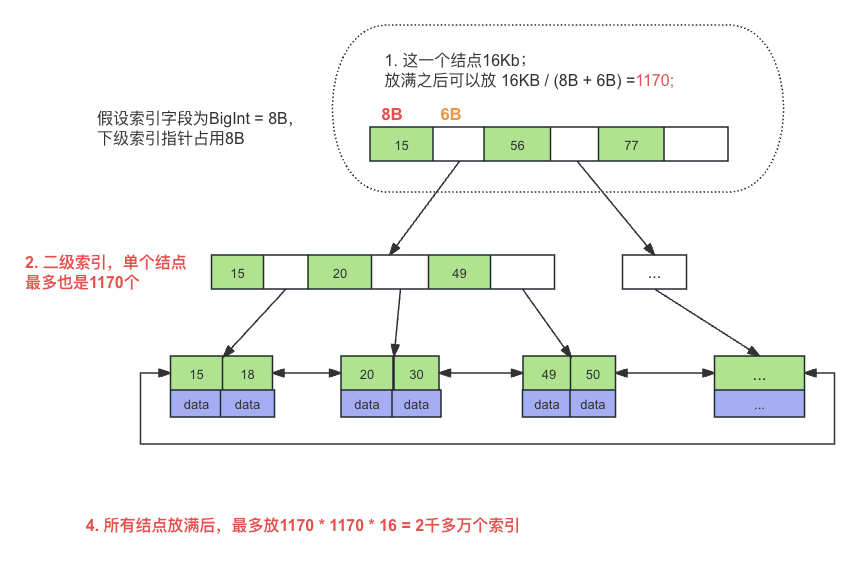 1. 这一个结点16Kb；
放满之后可以放 16KB / (8B + 6B) =1170;
假设索引字段为BigInt = 8B，
下级索引指针占用8B
8B 6B
15 56 77
2. 二级索引，单个结点
最多也是1170个
15 20 49
...
15 18 20 30 49 50 ...
data data data data data data ...
4. 所有结点放满后，最多放1170 * 1170 * 16 = 2千多万个索引